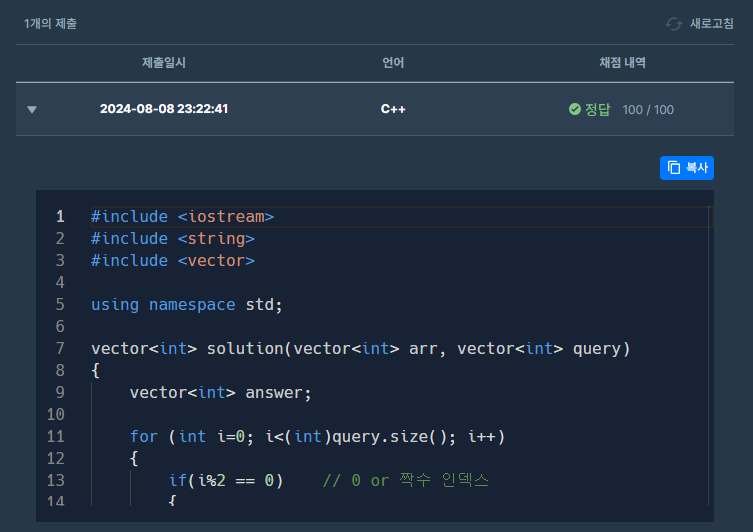 1개의 제출 새로고침
제출일시 언어 채점 내역
2024-08-08 23:22:41 C++ 정답 100 / 100
복사
1 #include <iostream>
2 #include <string>
3 #include <vector>
4
5 using namespace std;
6
7 vector<int> solution(vector<int> arr, vector<int> query)
8 {
9     vector<int> answer;
10
11     for (int i=0; i<(int)query.size(); i++)
12     {
13         if(i%2 == 0)    // 0 or 짝수 인덱스
14         {